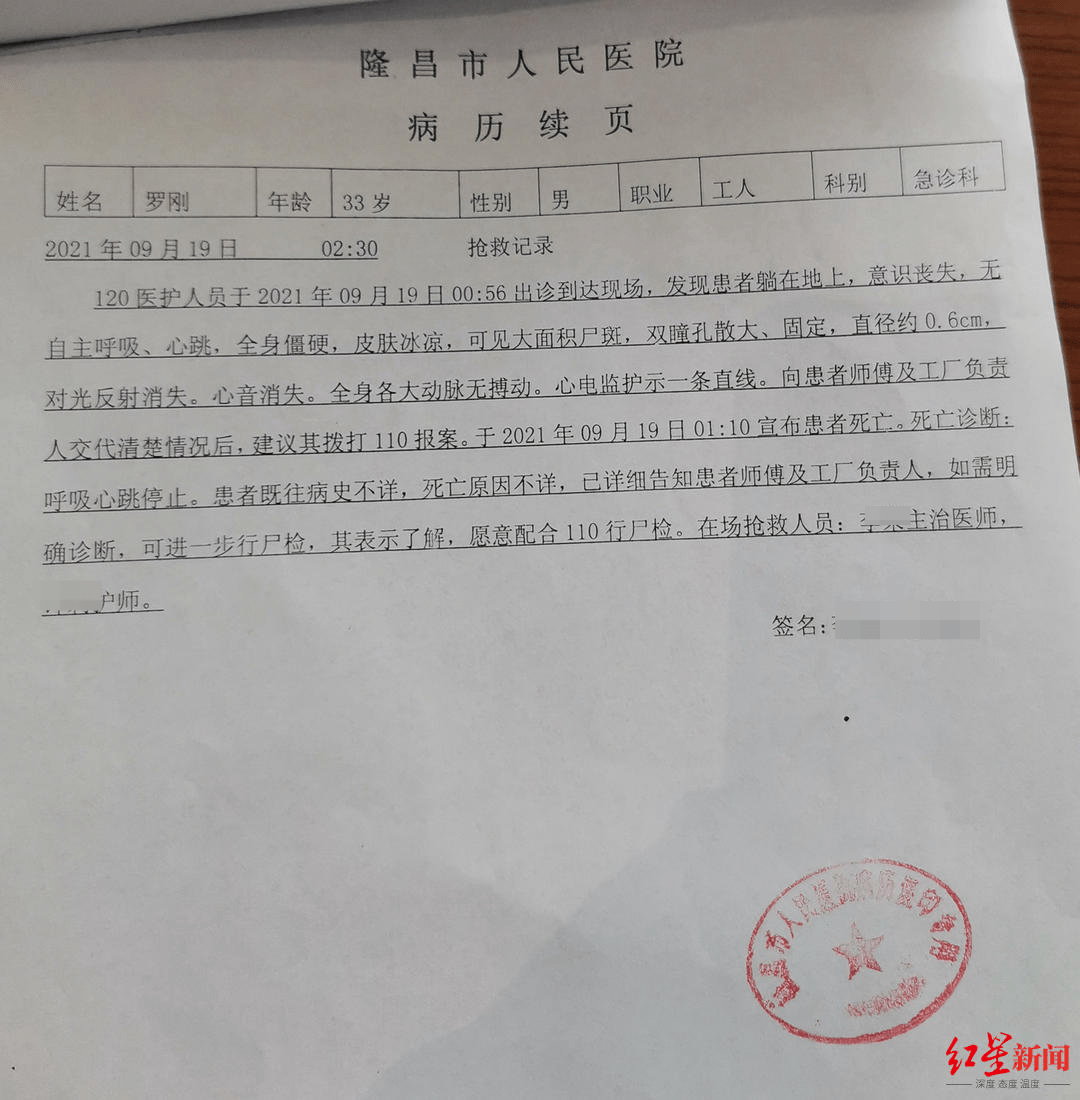 隆昌市人民医院
病历续页
姓名 罗刚 年龄 33岁 性别 男 职业 工人 科别 急诊科
2021年09月19日 02:30 抢救记录
120医护人员于2021年09月19日00:56出诊到达现场，发现患者躺在地上，意识丧失，无
自主呼吸、心跳，全身僵硬，皮肤冰凉，可见大面积尸斑，双瞳孔散大、固定，直径约0.6cm，
对光反射消失。心音消失。全身各大动脉无搏动。心电监护示一条直线。向患者师傅及工厂负责
人交代清楚情况后，建议其拨打110报案。于2021年09月19日01:10宣布患者死亡。死亡诊断：
呼吸心跳停止。患者既往病史不详，死亡原因不详，已详细告知患者师傅及工厂负责人，如需明
确诊断，可进一步行尸检，其表示了解，愿意配合110行尸检。在场抢救人员：主治医师，
护师。
签名：
隆昌市人民医院病历复印专用
红星新闻
深度 态度 温度